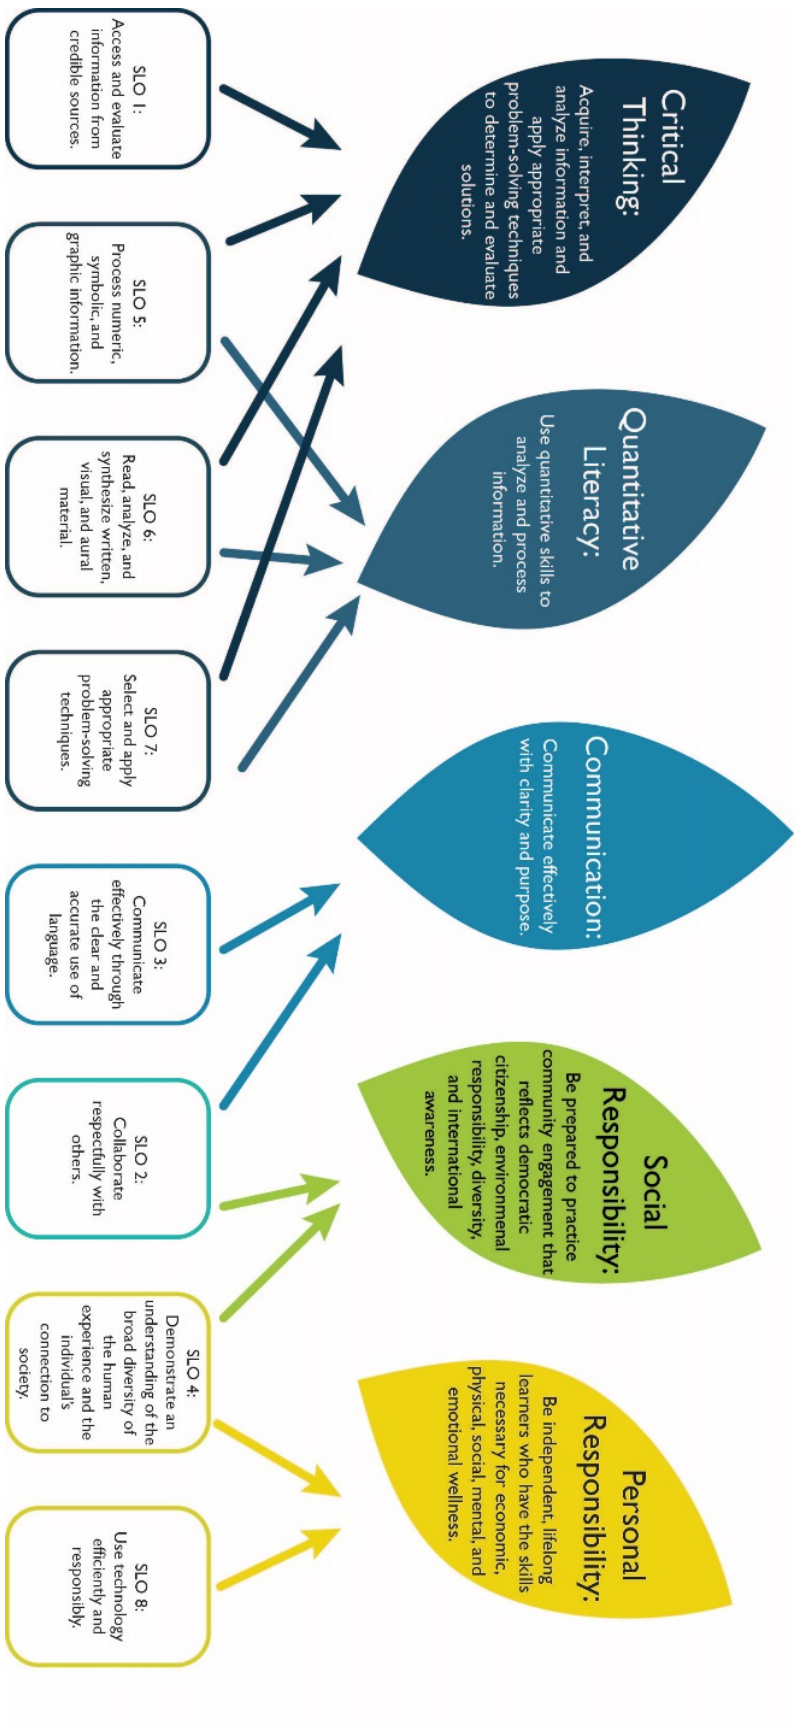 Critical
Thinking:
Acquire, interpret, and
analyze information and
apply appropriate
problem-solving techniques
to determine and evaluate
solutions.
Quantitative
Literacy:
Use quantitative skills to
analyze and process
information.
Communication:
Communicate effectively
with clarity and purpose.
Social
Responsibility:
Be prepared to practice
community engagement that
reflects democratic
citizenship, environmenal
responsibility, diversity,
and international
awareness.
Personal
Responsibility:
Be independent, lifelong
learners who have the skills
necessary for economic,
physical, social, mental, and
emotional wellness.
SLO 1:
Access and evaluate
information from
credible sources.
SLO 5:
Process numeric,
symbolic, and
graphic information.
SLO 6:
Read, analyze, and
synthesize written,
visual, and aural
material.
SLO 7:
Select and apply
appropriate
problem-solving
techniques.
SLO 3:
Communicate
effectively through
the clear and
accurate use of
language.
SLO 2:
Collaborate
respectfully with
others.
SLO 4:
Demonstrate an
understanding of the
broad diversity of
the human
experience and the
individual's
connection to
society.
SLO 8:
Use technology
efficiently and
responsibly.